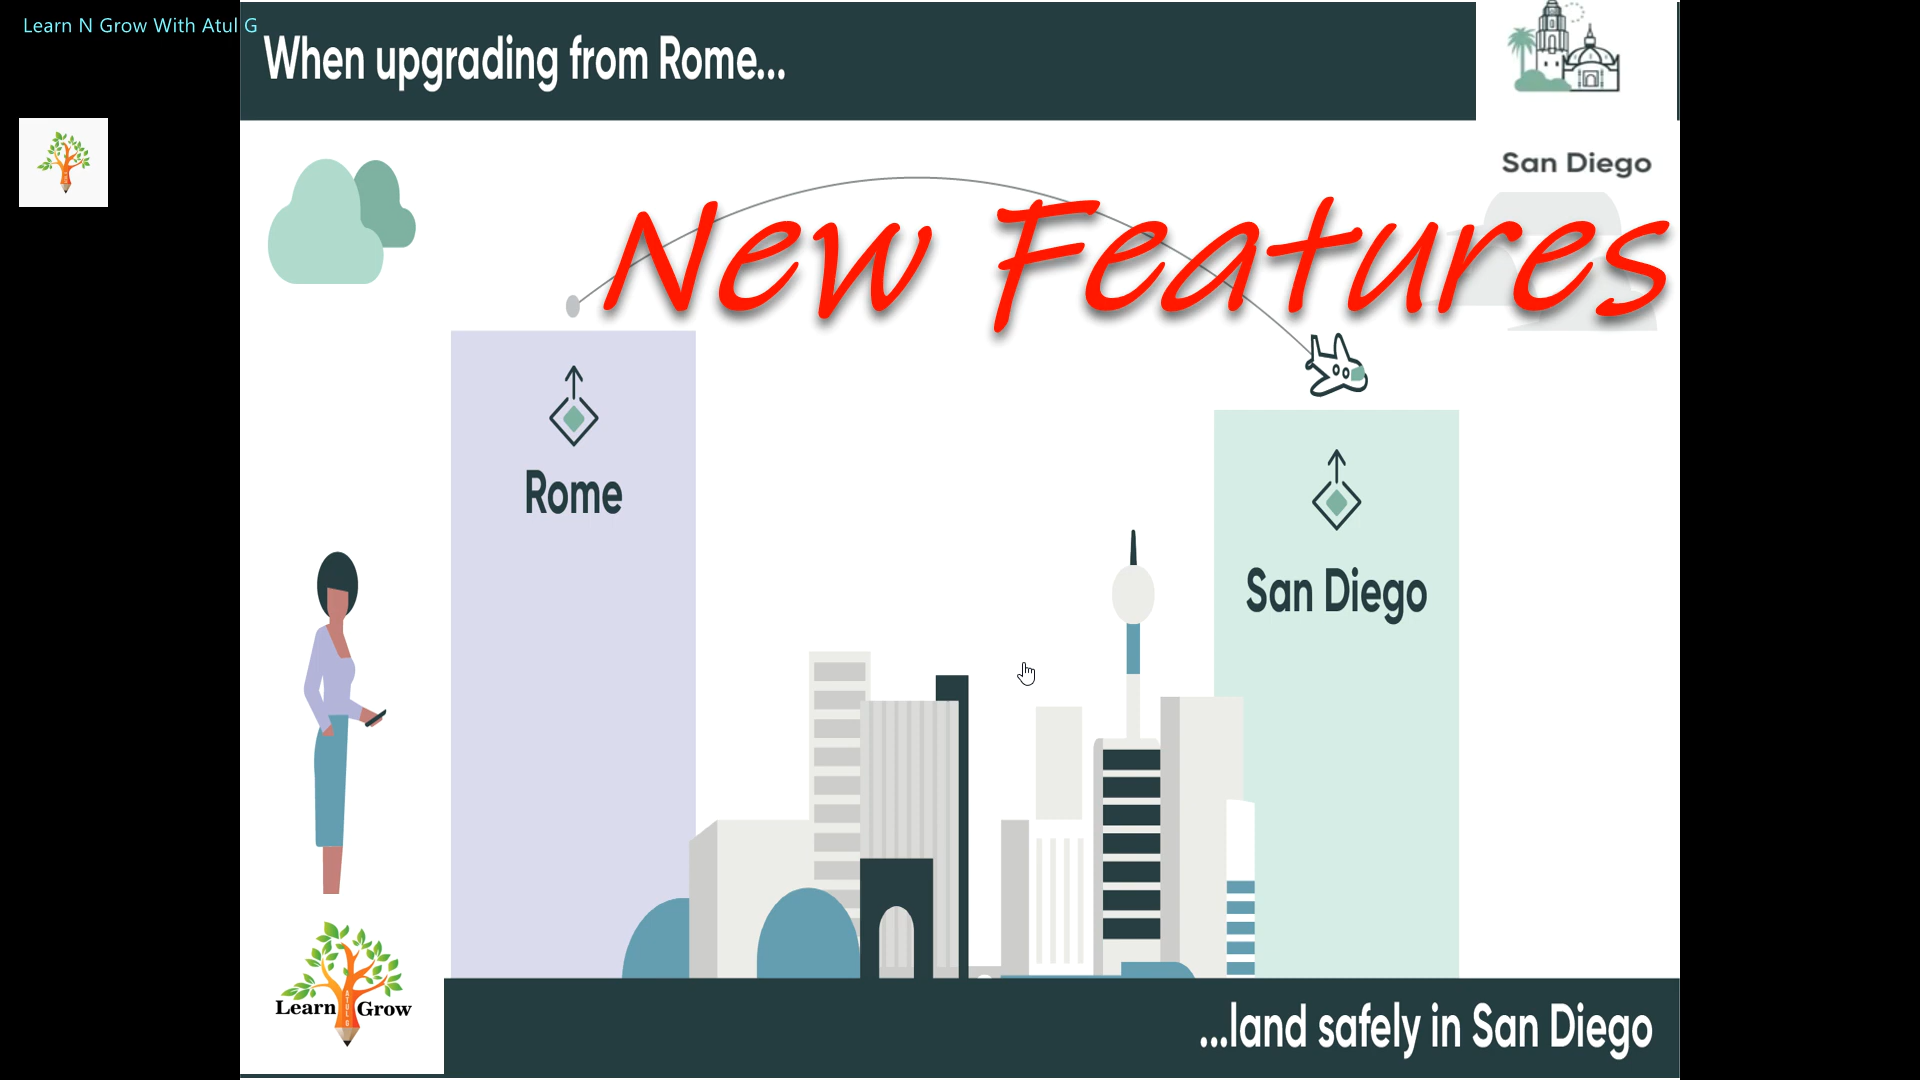 Learn N Grow With Atul G
When upgrading from Rome...
San Diego
New Features
Rome
San Diego
Learn Grow
ATUL G
...land safely in San Diego